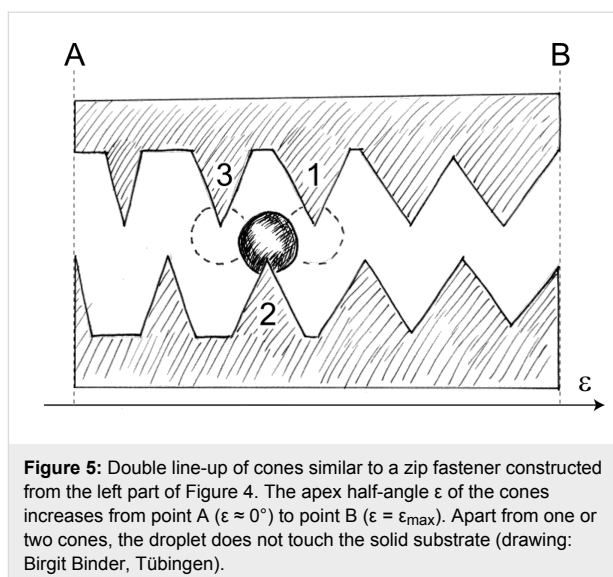 A B
3 1
2
ε
Figure 5: Double line-up of cones similar to a zip fastener constructed
from the left part of Figure 4. The apex half-angle ε of the cones
increases from point A (ε ≈ 0°) to point B (ε = εmax). Apart from one or
two cones, the droplet does not touch the solid substrate (drawing:
Birgit Binder, Tübingen).